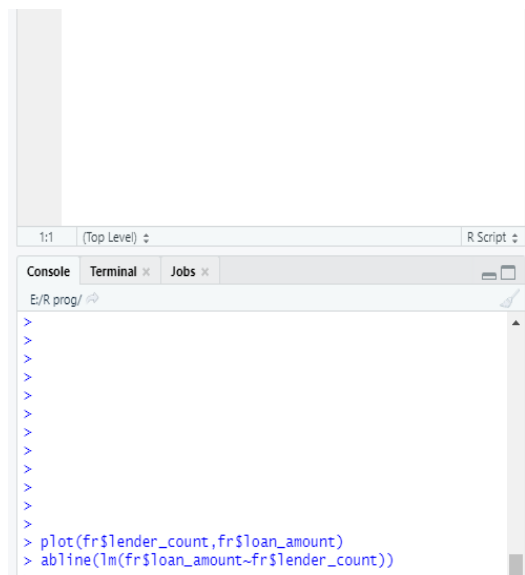 1:1 (Top Level) R Script
Console Terminal Jobs
E:/R prog/
>
>
>
>
>
>
>
>
>
>
>
>
> plot(fr$lender_count,fr$loan_amount)
> abline(lm(fr$loan_amount~fr$lender_count))